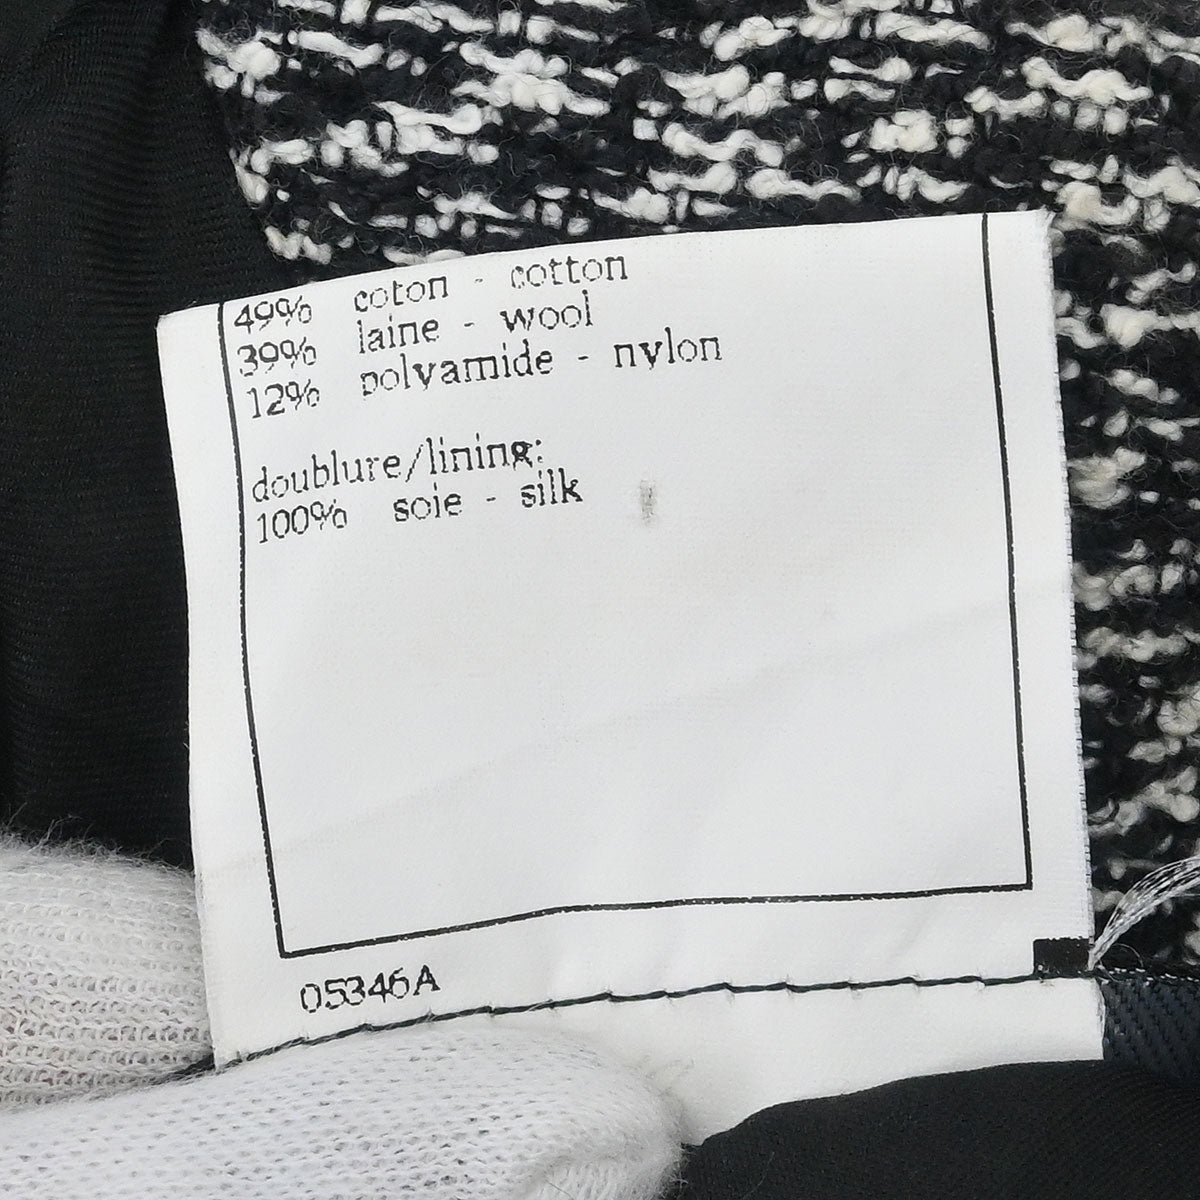 49% coton - cotton
39% laine - wool
12% polyamide - nylon
doublure/lining:
100% soie - silk
05346A